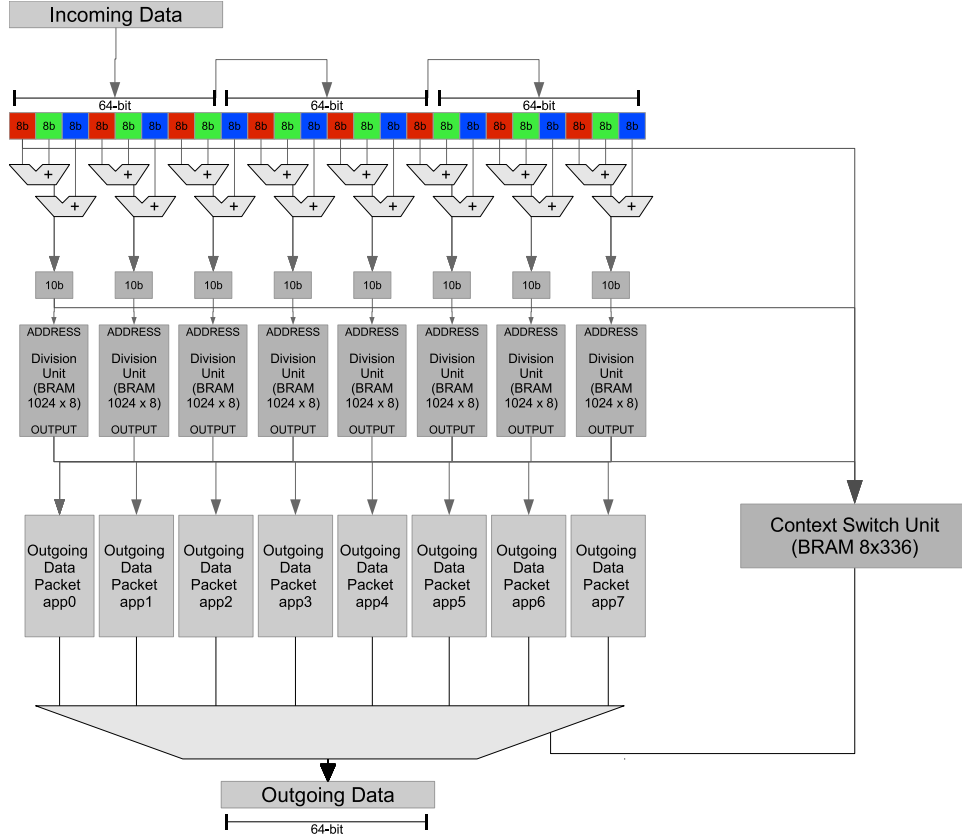 Incoming Data
64-bit 64-bit 64-bit
8b 8b 8b 8b 8b 8b 8b 8b 8b 8b 8b 8b 8b 8b 8b 8b 8b 8b 8b 8b 8b 8b 8b 8b
+ + + + + + + +
+ + + + + + + +
10b 10b 10b 10b 10b 10b 10b 10b
ADDRESS ADDRESS ADDRESS ADDRESS ADDRESS ADDRESS ADDRESS ADDRESS
Division Division Division Division Division Division Division Division
Unit Unit Unit Unit Unit Unit Unit Unit
(BRAM (BRAM (BRAM (BRAM (BRAM (BRAM (BRAM (BRAM
1024 x 8) 1024 x 8) 1024 x 8) 1024 x 8) 1024 x 8) 1024 x 8) 1024 x 8) 1024 x 8)
OUTPUT OUTPUT OUTPUT OUTPUT OUTPUT OUTPUT OUTPUT OUTPUT
Context Switch Unit
(BRAM 8x336)
Outgoing Outgoing Outgoing Outgoing Outgoing Outgoing Outgoing Outgoing
Data Data Data Data Data Data Data Data
Packet Packet Packet Packet Packet Packet Packet Packet
app0 app1 app2 app3 app4 app5 app6 app7
Outgoing Data
64-bit